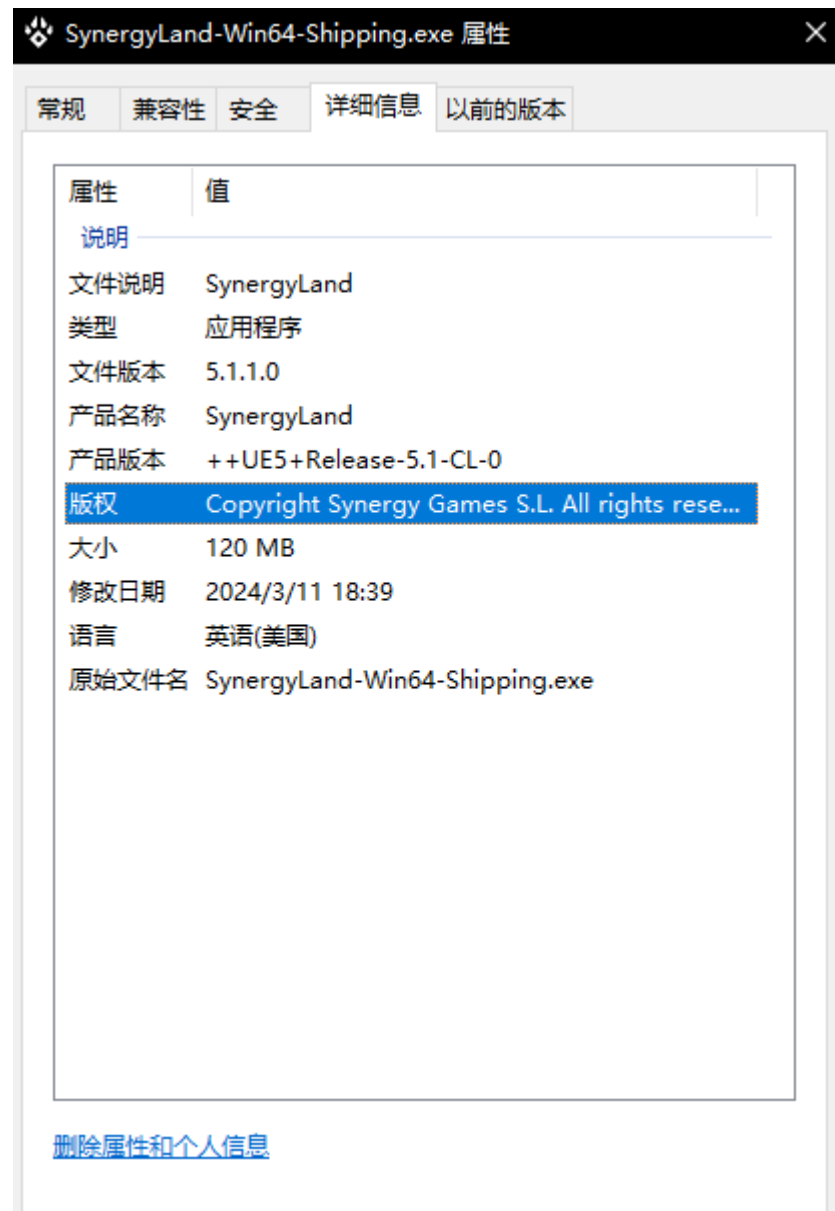 SynergyLand-Win64-Shipping.exe 属性
常规 兼容性 安全 详细信息 以前的版本
属性 值
说明
文件说明 SynergyLand
类型 应用程序
文件版本 5.1.1.0
产品名称 SynergyLand
产品版本 ++UE5+Release-5.1-CL-0
版权 Copyright Synergy Games S.L. All rights rese...
大小 120 MB
修改日期 2024/3/11 18:39
语言 英语(美国)
原始文件名 SynergyLand-Win64-Shipping.exe
删除属性和个人信息